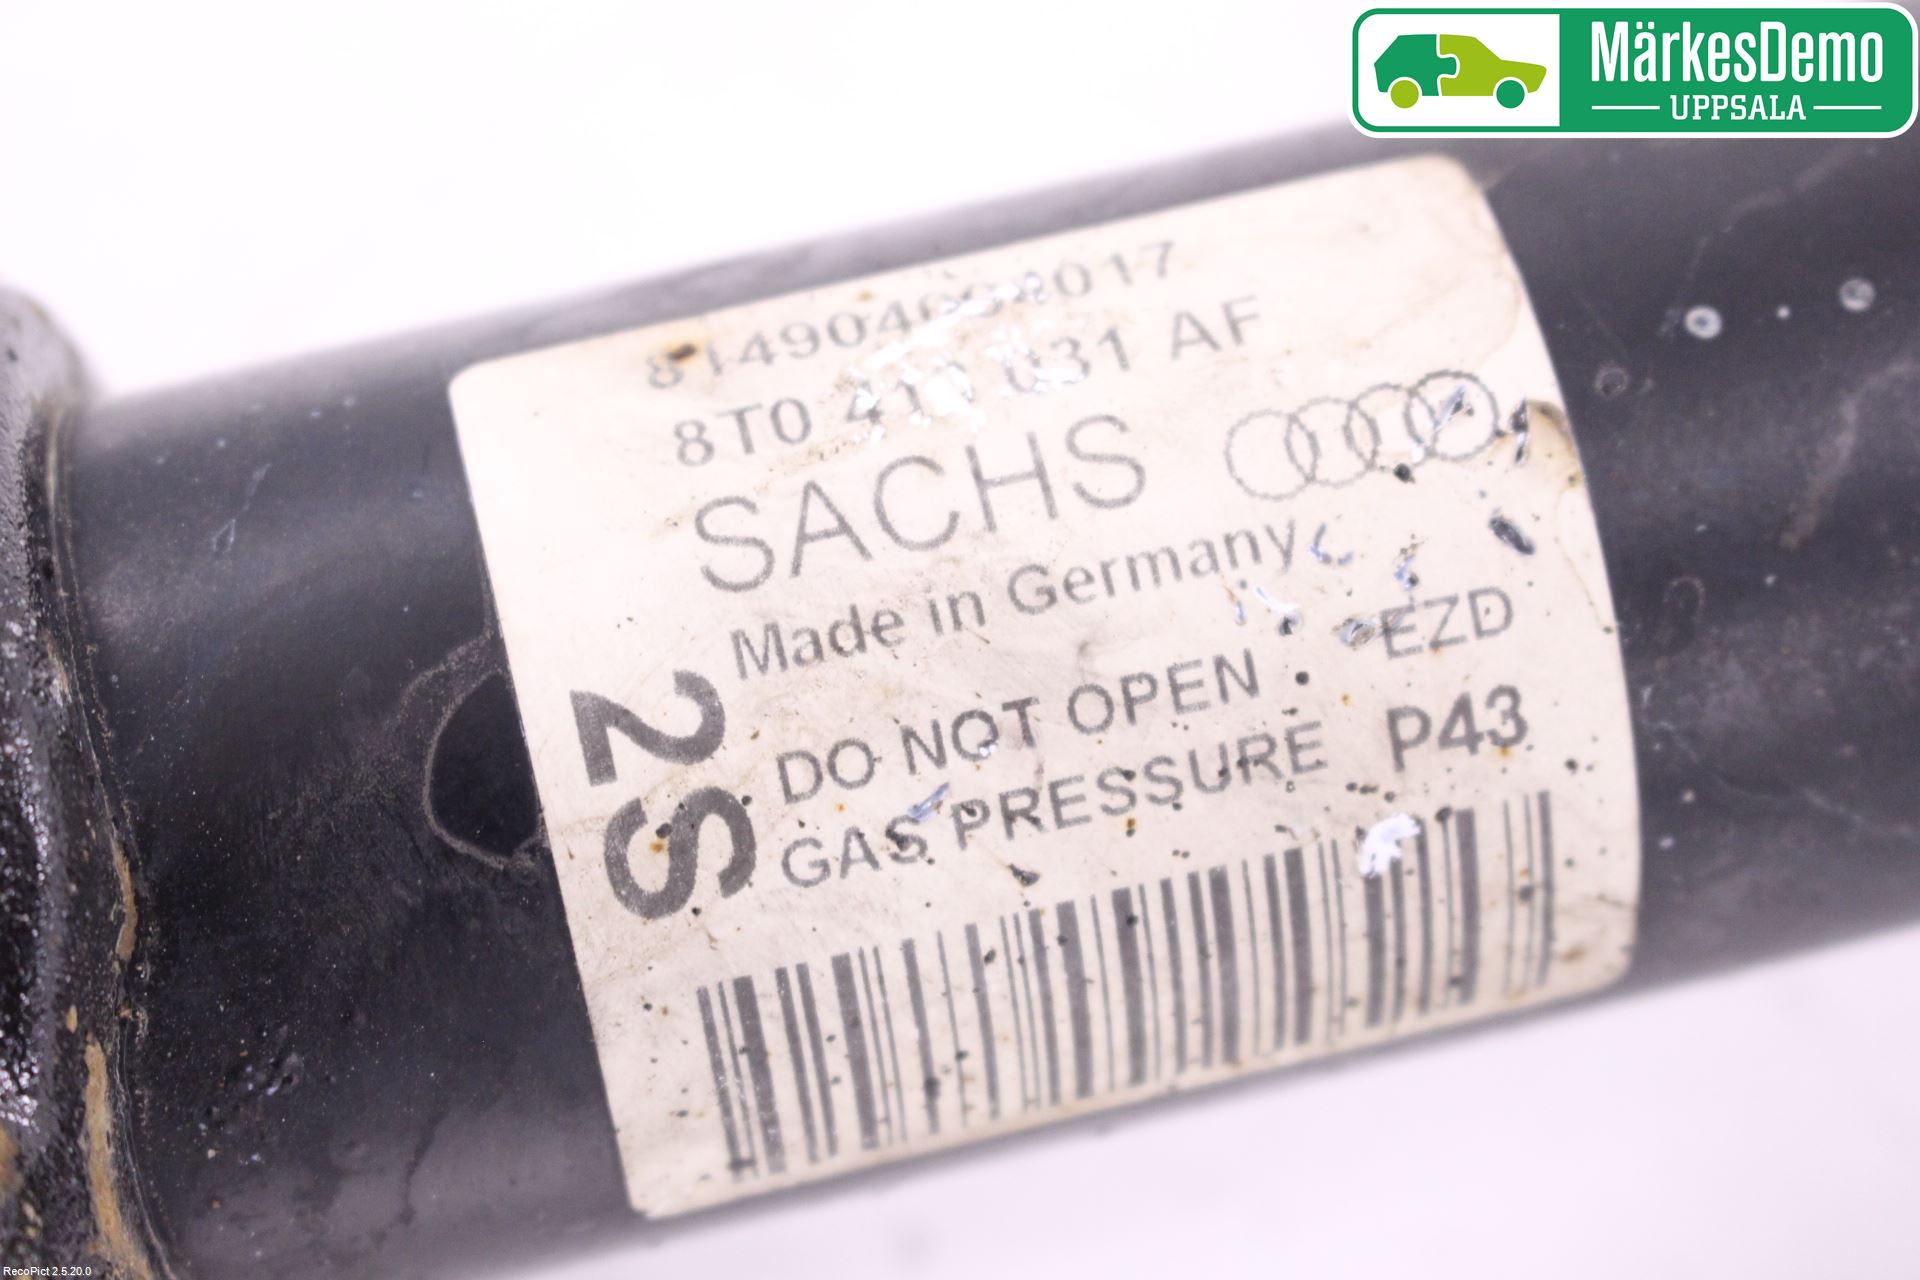 MärkesDemo
UPPSALA
8T0 031 AF
SACHS
Made in Germany
EZD
2S
DO NOT OPEN
GAS PRESSURE
P43
RecoPict 2.5.20.0